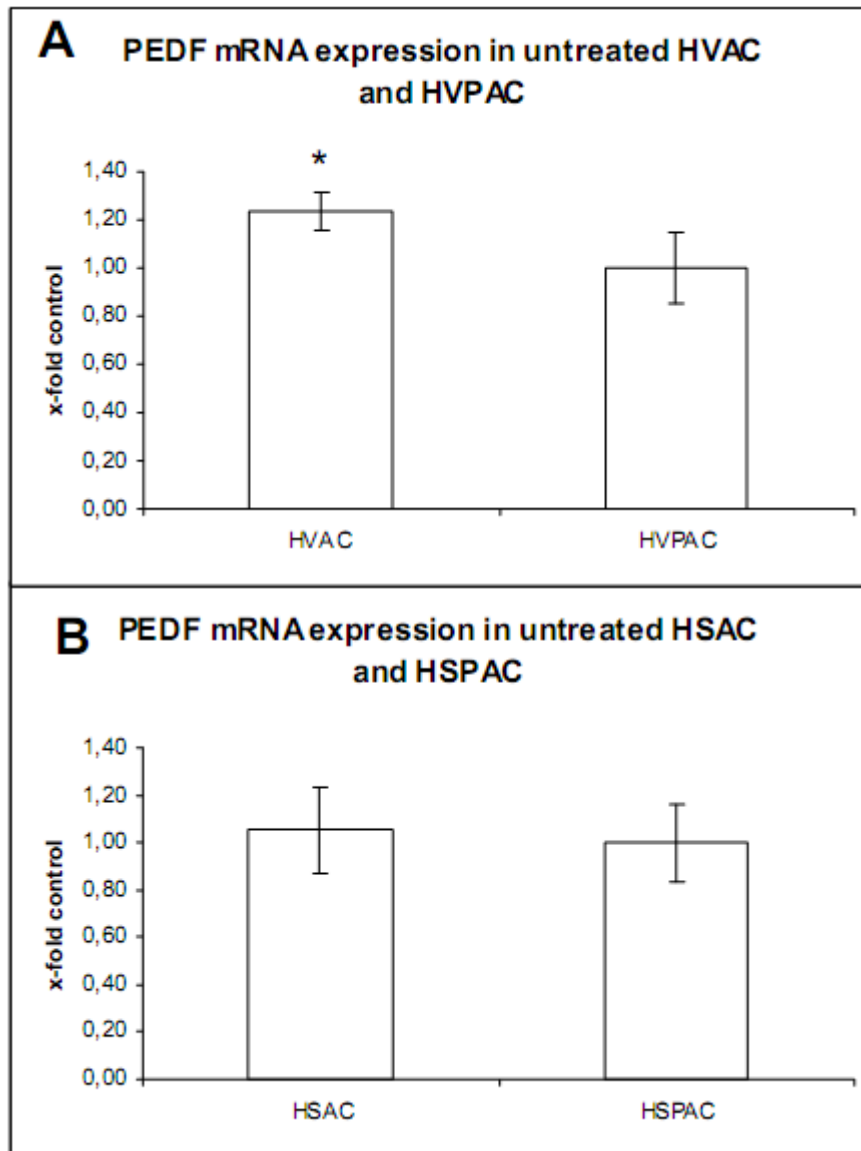 A
PEDF mRNA expression in untreated HVAC
and HVPAC
*
x-fold control
1,40
1,20
1,00
0,80
0,60
0,40
0,20
0,00
HVAC HVPAC
B
PEDF mRNA expression in untreated HSAC
and HSPAC
x-fold control
1,40
1,20
1,00
0,80
0,60
0,40
0,20
0,00
HSAC HSPAC